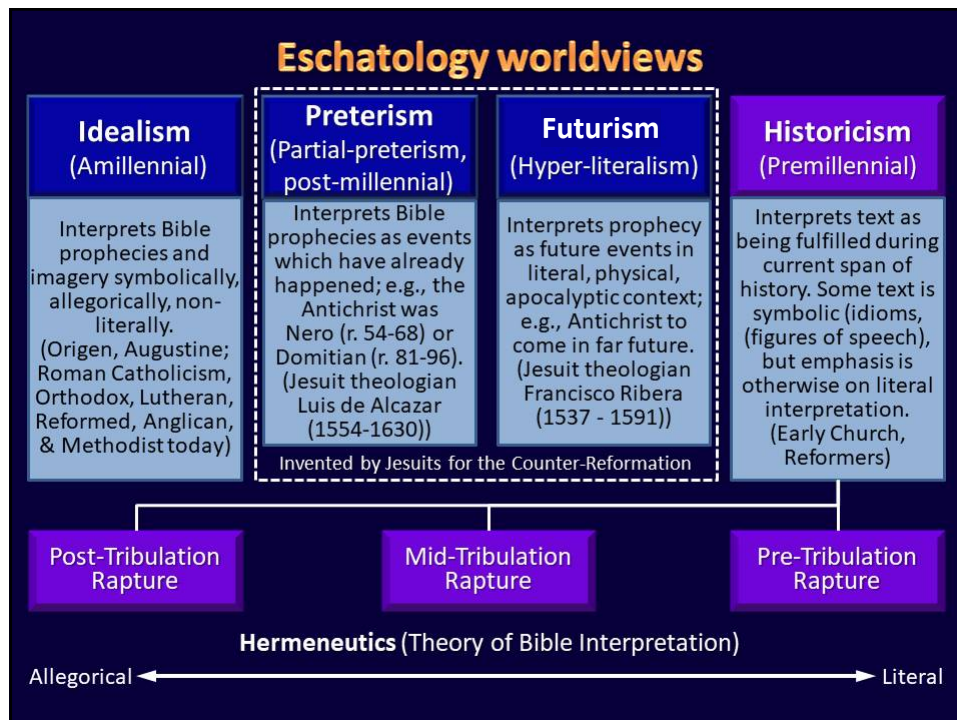 Eschatology worldviews
Idealism
(Amillennial)
Interprets Bible
prophecies and
imagery symbolically,
allegorically, non-
literally.
(Origen, Augustine;
Roman Catholicism,
Orthodox, Lutheran,
Reformed, Anglican,
& Methodist today)
Preterism
(Partial-preterism,
post-millennial)
Interprets Bible
prophecies as events
which have already
happened; e.g., the
Antichrist was
Nero (r. 54-68) or
Domitian (r. 81-96).
(Jesuit theologian
Luis de Alcazar
(1554-1630))
Futurism
(Hyper-literalism)
Interprets prophecy
as future events in
literal, physical,
apocalyptic context;
e.g., Antichrist to
come in far future.
(Jesuit theologian
Francisco Ribera
(1537 - 1591))
Invented by Jesuits for the Counter-Reformation
Historicism
(Premillennial)
Interprets text as
being fulfilled during
current span of
history. Some text is
symbolic (idioms,
(figures of speech),
but emphasis is
otherwise on literal
interpretation.
(Early Church,
Reformers)
Post-Tribulation
Rapture
Mid-Tribulation
Rapture
Pre-Tribulation
Rapture
Hermeneutics (Theory of Bible Interpretation)
Allegorical
Literal